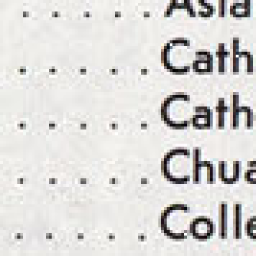 . . . . . Asia
. . . . . Cath
. . . . . Cath
. . . . . Chua
. . . . . Colle